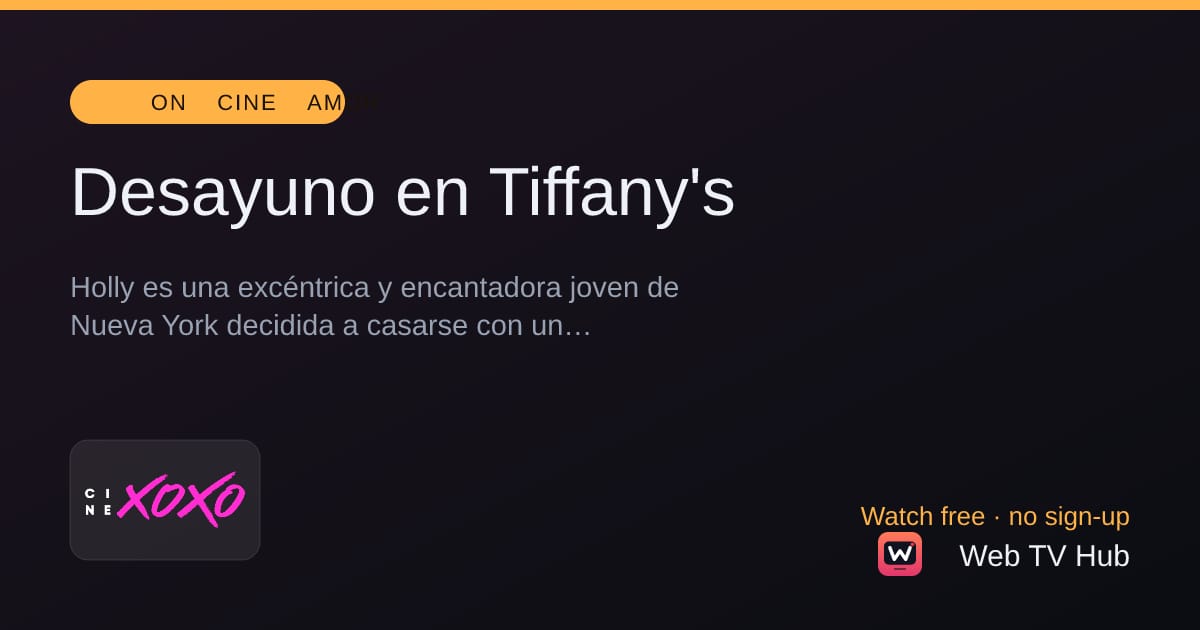 ON CINE AMOR
Desayuno en Tiffany's
Holly es una excéntrica y encantadora joven de
Nueva York decidida a casarse con un…
CINE XOXO
Watch free · no sign-up
W Web TV Hub